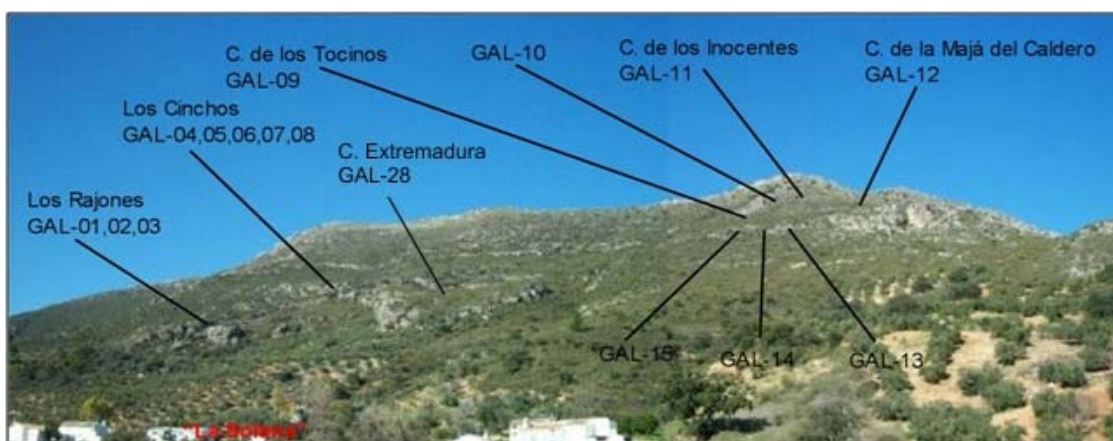 C. de los Tocinos
GAL-09
GAL-10
C. de los Inocentes
GAL-11
C. de la Majá del Caldero
GAL-12
Los Cinchos
GAL-04,05,06,07,08
C. Extremadura
GAL-28
Los Rajones
GAL-01,02,03
GAL-15
GAL-14
GAL-13
"La Solana"